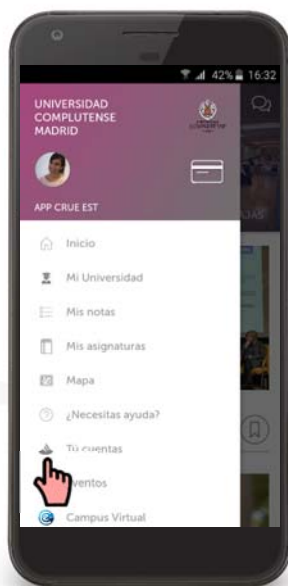 42% 16:32
UNIVERSIDAD
COMPLUTENSE
MADRID
APP CRUE EST
Inicio
Mi Universidad
Mis notas
Mis asignaturas
Mapa
¿Necesitas ayuda?
Tú cuentas
Campus Virtual